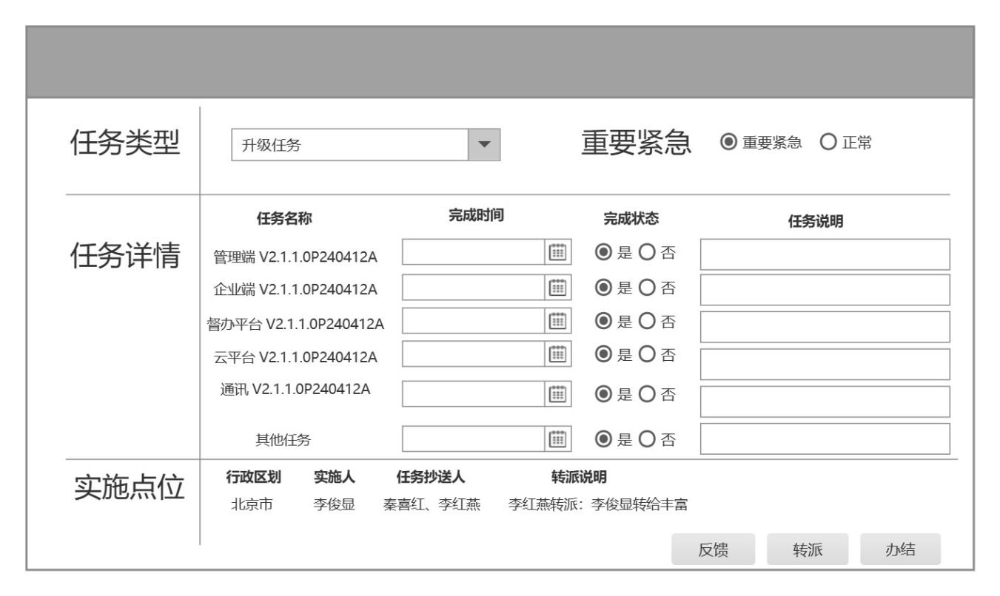 任务类型 升级任务 重要紧急 重要紧急 正常
任务名称 完成时间 完成状态 任务说明
任务详情
管理端 V2.1.1.0P240412A 是 否
企业端 V2.1.1.0P240412A 是 否
督办平台 V2.1.1.0P240412A 是 否
云平台 V2.1.1.0P240412A 是 否
通讯 V2.1.1.0P240412A 是 否
其他任务 是 否
实施点位 行政区划 实施人 任务抄送人 转派说明
北京市 李俊显 秦喜红、李红燕 李红燕转派：李俊显转给丰富
反馈 转派 办结